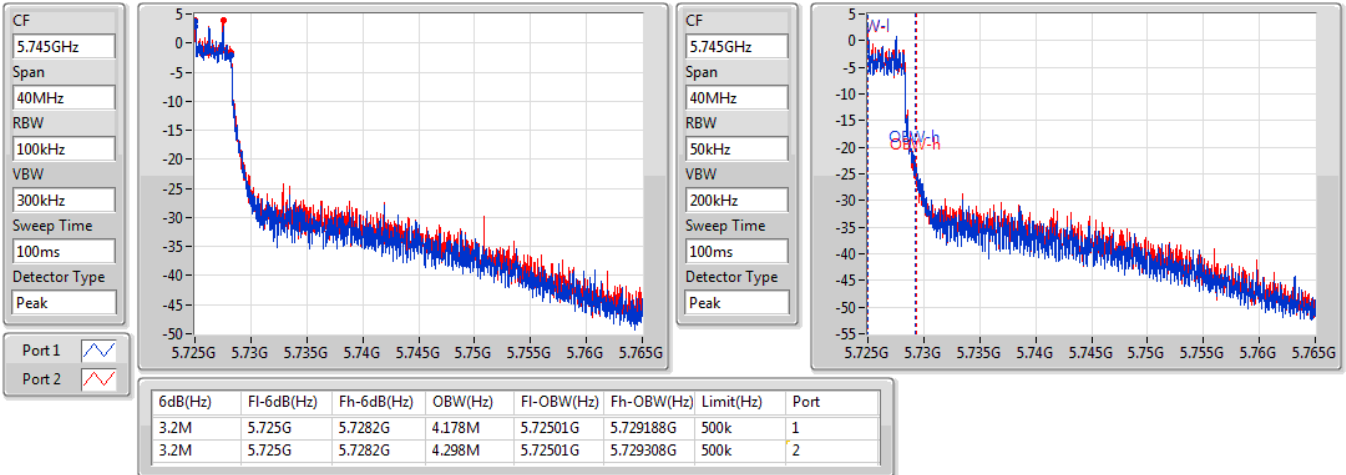 CF
5.745GHz
Span
40MHz
RBW
100kHz
VBW
300kHz
Sweep Time
100ms
Detector Type
Peak
Port 1
Port 2
5
0
-5
-10
-15
-20
-25
-30
-35
-40
-45
-50
5.725G 5.73G 5.735G 5.74G 5.745G 5.75G 5.755G 5.76G 5.765G
CF
5.745GHz
Span
40MHz
RBW
50kHz
VBW
200kHz
Sweep Time
100ms
Detector Type
Peak
5
0
-5
-10
-15
-20
-25
-30
-35
-40
-45
-50
-55
W-l
OBW-h
OBW-h
5.725G 5.73G 5.735G 5.74G 5.745G 5.75G 5.755G 5.76G 5.765G
6dB(Hz) Fl-6dB(Hz) Fh-6dB(Hz) OBW(Hz) Fl-OBW(Hz) Fh-OBW(Hz) Limit(Hz) Port
3.2M 5.725G 5.7282G 4.178M 5.72501G 5.729188G 500k 1
3.2M 5.725G 5.7282G 4.298M 5.72501G 5.729308G 500k 2